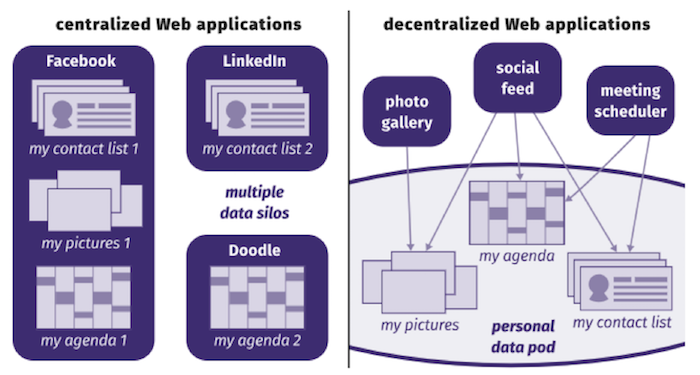 centralized Web applications
Facebook
my contact list 1
my pictures 1
my agenda 1
LinkedIn
my contact list 2
multiple
data silos
Doodle
my agenda 2
decentralized Web applications
photo
gallery
social
feed
meeting
scheduler
my agenda
my pictures
my contact list
personal
data pod